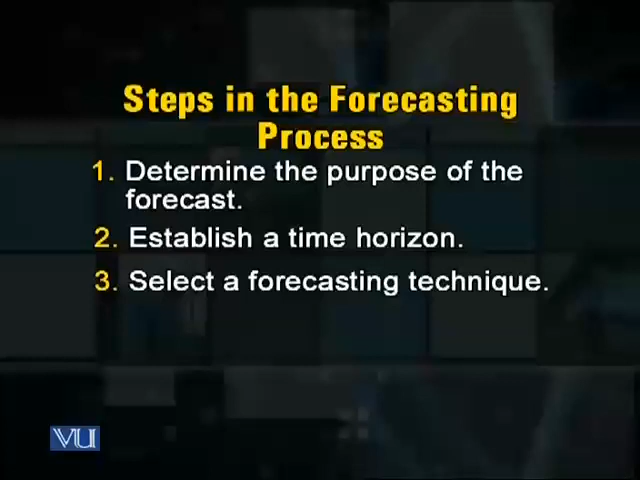 Steps in the Forecasting
Process
1. Determine the purpose of the
forecast.
2. Establish a time horizon.
3. Select a forecasting technique.
VU